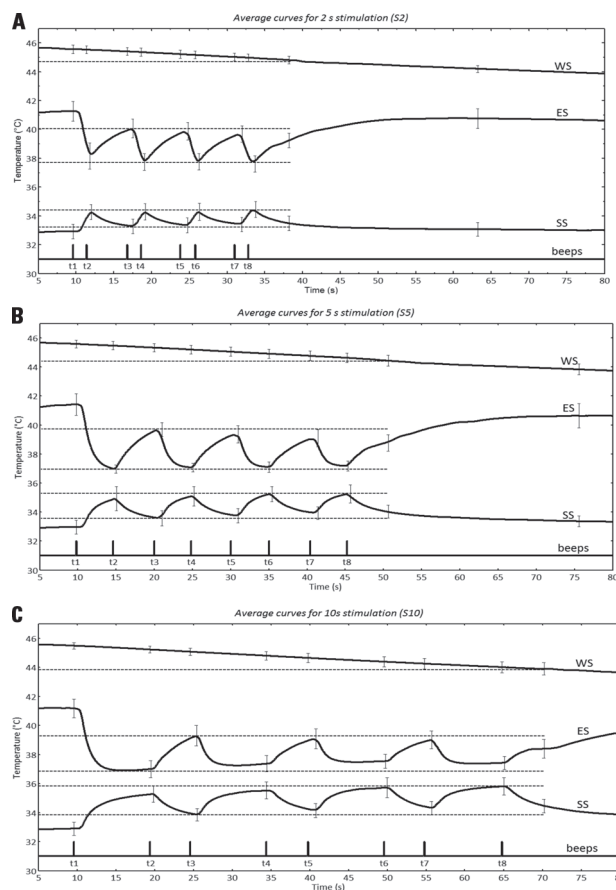 A
Average curves for 2 s stimulation (S2)
46
44
42
40
38
36
34
32
30
Temperature (°C)
WS
ES
SS
beeps
t1 t2 t3 t4 t5 t6 t7 t8
5 10 15 20 25 30 35 40 45 50 55 60 65 70 75 80
Time (s)
B
Average curves for 5 s stimulation (S5)
46
44
42
40
38
36
34
32
30
Temperature (°C)
WS
ES
SS
beeps
t1 t2 t3 t4 t5 t6 t7 t8
5 10 15 20 25 30 35 40 45 50 55 60 65 70 75 80
Time (s)
C
Average curves for 10s stimulation (S10)
46
44
42
39
38
36
34
32
30
Temperature (°C)
WS
ES
SS
beeps
t1 t2 t3 t4 t5 t6 t7 t8
5 10 15 20 25 30 35 40 45 50 55 60 65 70 75 80
Time (s)